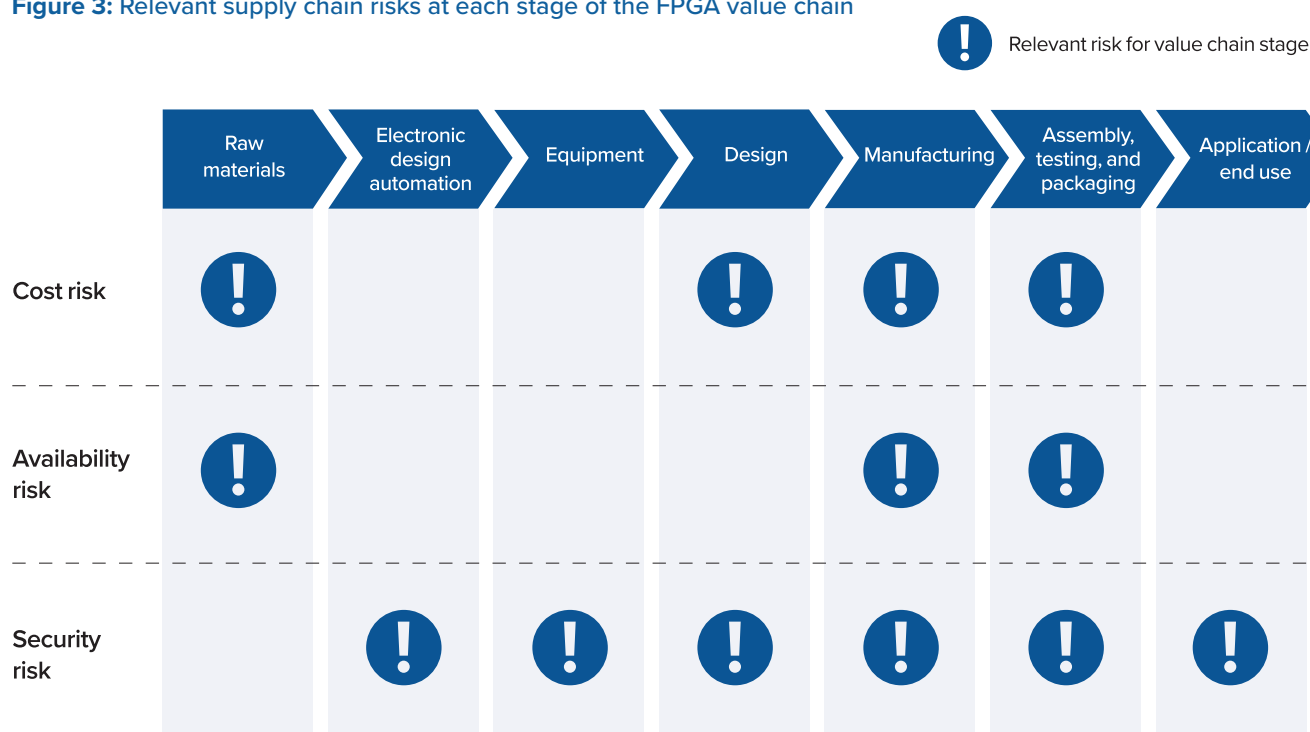 Figure 3: Relevant supply chain risks at each stage of the FPGA value chain
Relevant risk for value chain stage
Raw
materials
Electronic
design
automation
Equipment
Design
Manufacturing
Assembly,
testing, and
packaging
Application /
end use
Cost risk
Availability
risk
Security
risk